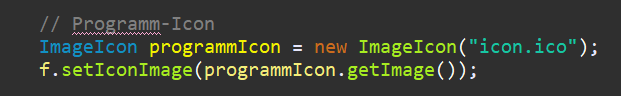 // Programm-Icon
ImageIcon programmIcon = new ImageIcon("icon.ico");
f.setIconImage(programmIcon.getImage());